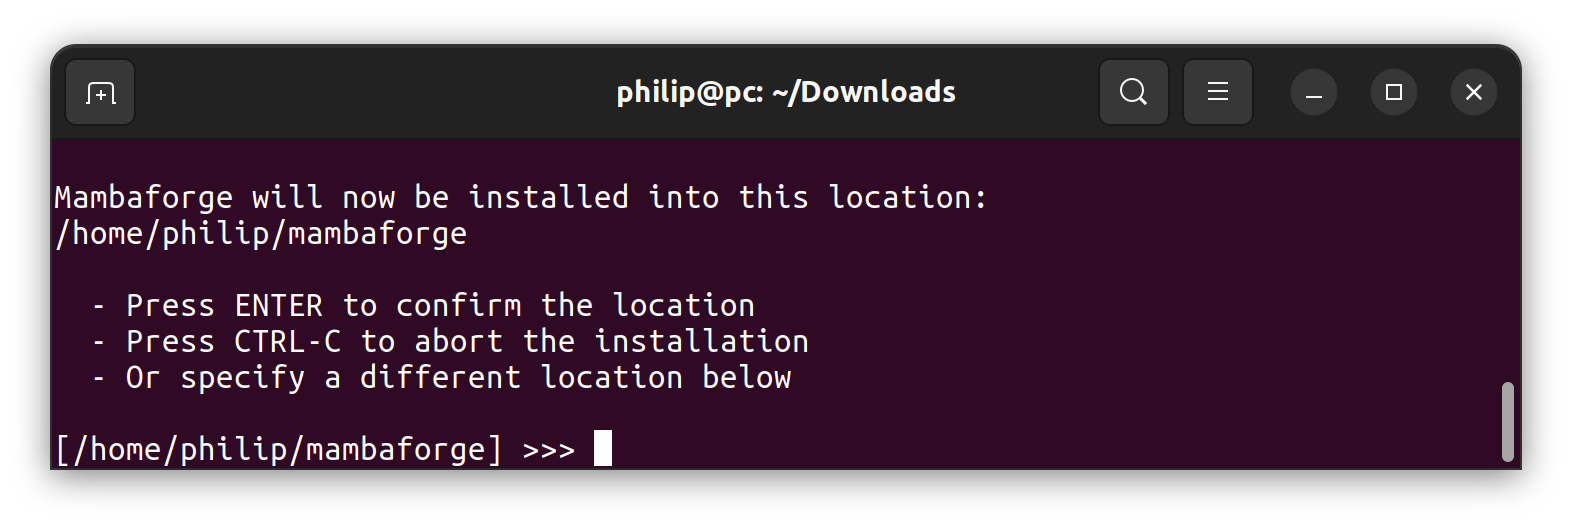 philip@pc: ~/Downloads
Mambaforge will now be installed into this location:
/home/philip/mambaforge
- Press ENTER to confirm the location
- Press CTRL-C to abort the installation
- Or specify a different location below
[/home/philip/mambaforge] >>>